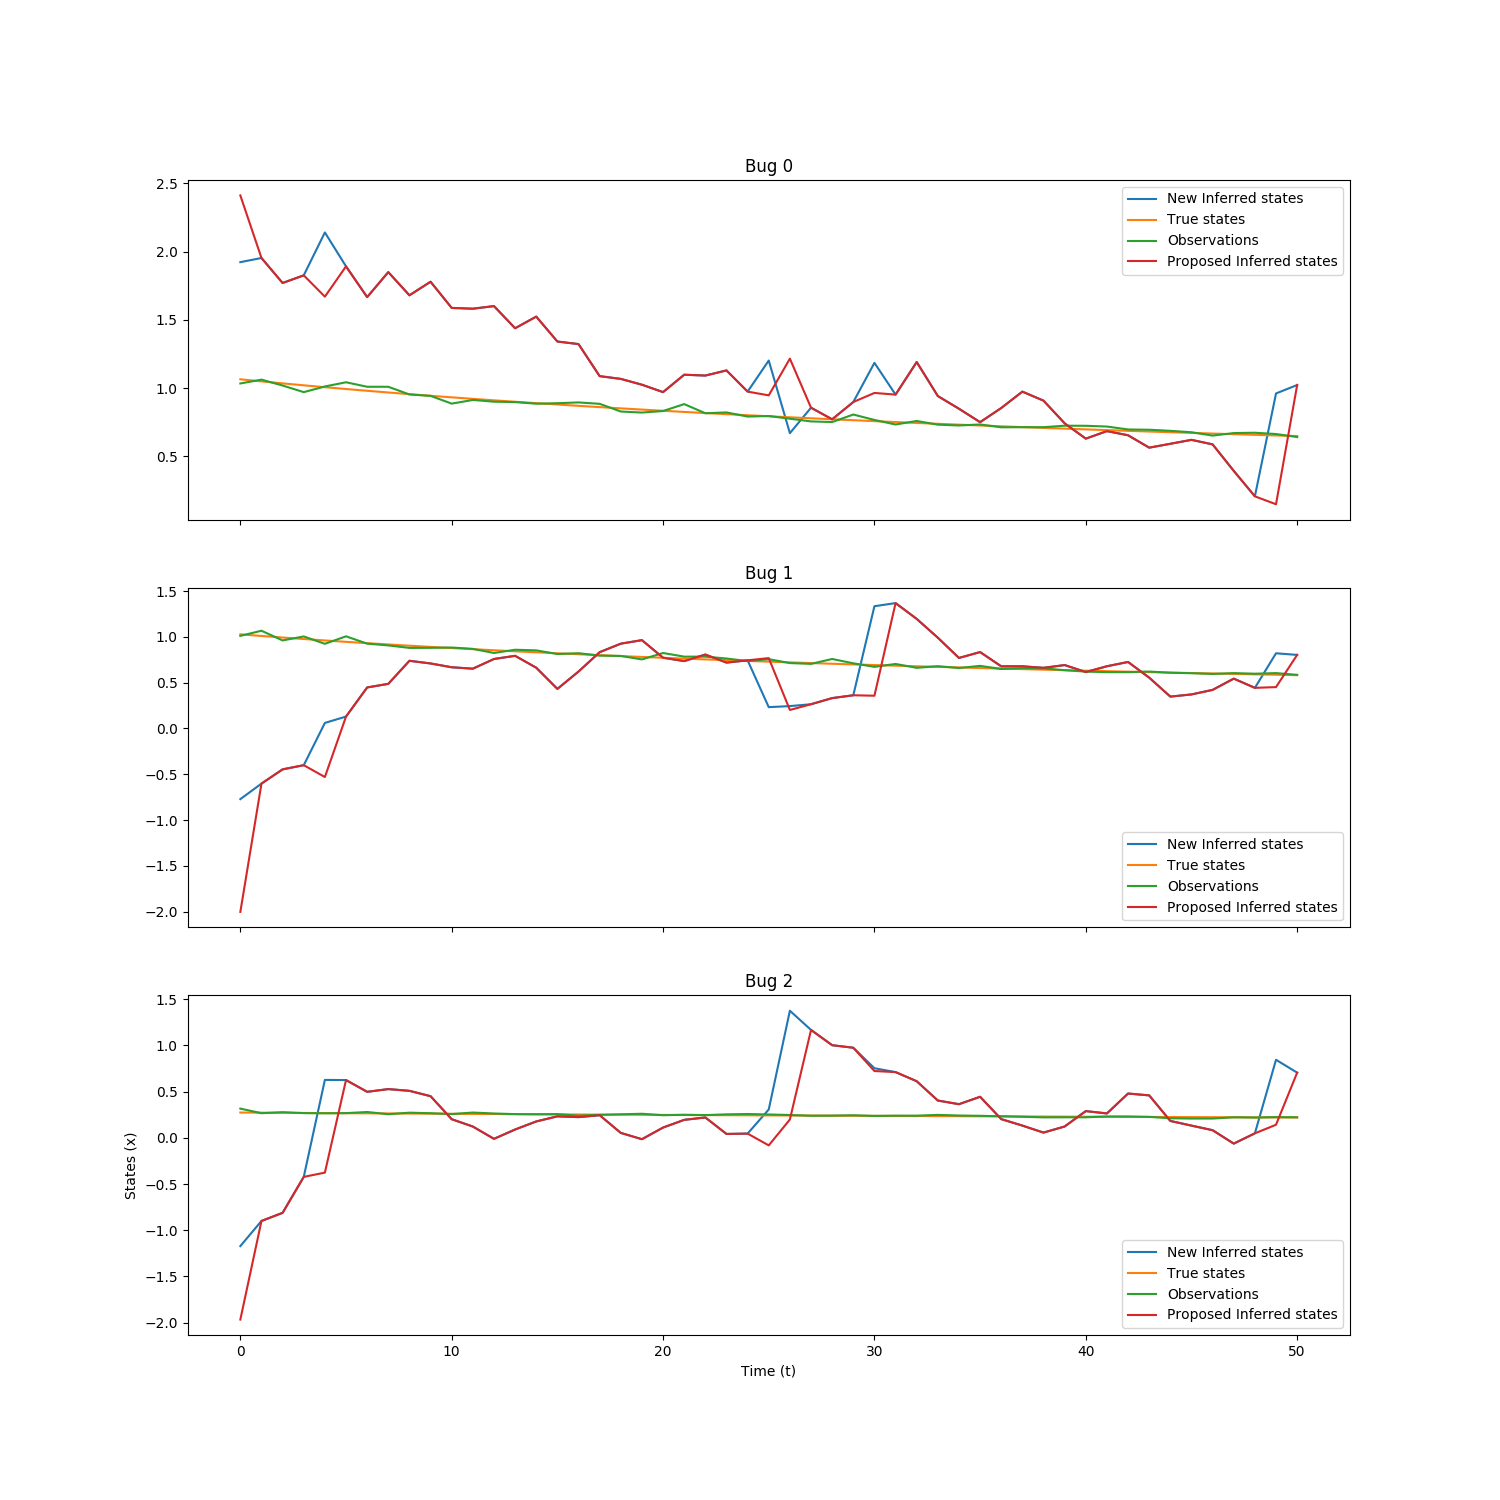 Bug 0
2.5
2.0
1.5
1.0
0.5
New Inferred states
True states
Observations
Proposed Inferred states
Bug 1
1.5
1.0
0.5
0.0
−0.5
−1.0
−1.5
−2.0
New Inferred states
True states
Observations
Proposed Inferred states
Bug 2
1.5
1.0
0.5
0.0
−0.5
−1.0
−1.5
−2.0
States (x)
New Inferred states
True states
Observations
Proposed Inferred states
0 10 20 30 40 50
Time (t)